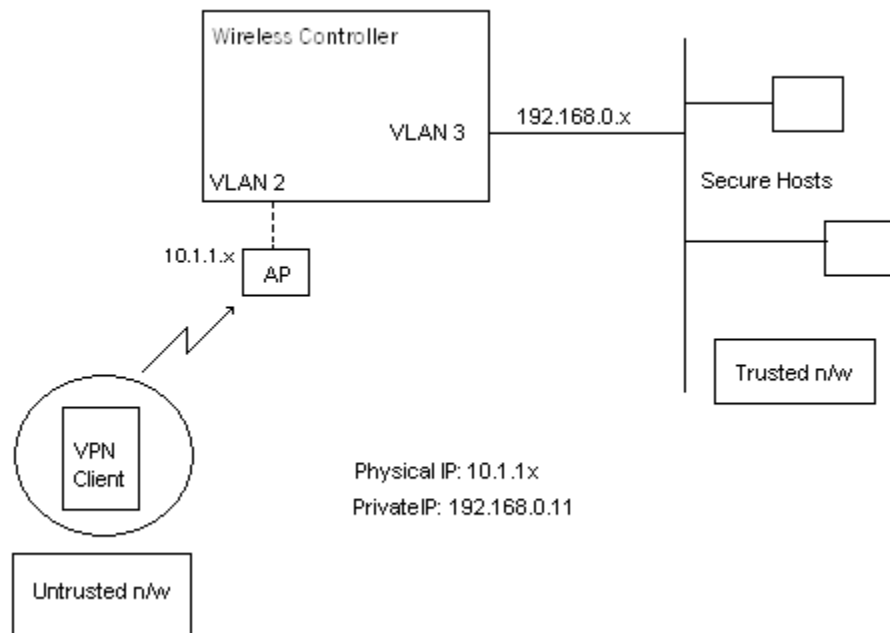 Wireless Controller
VLAN 3
192.168.0.x
VLAN 2
Secure Hosts
10.1.1.x
AP
Trusted n/w
VPN
Client
Physical IP: 10.1.1x
PrivateIP: 192.168.0.11
Untrusted n/w